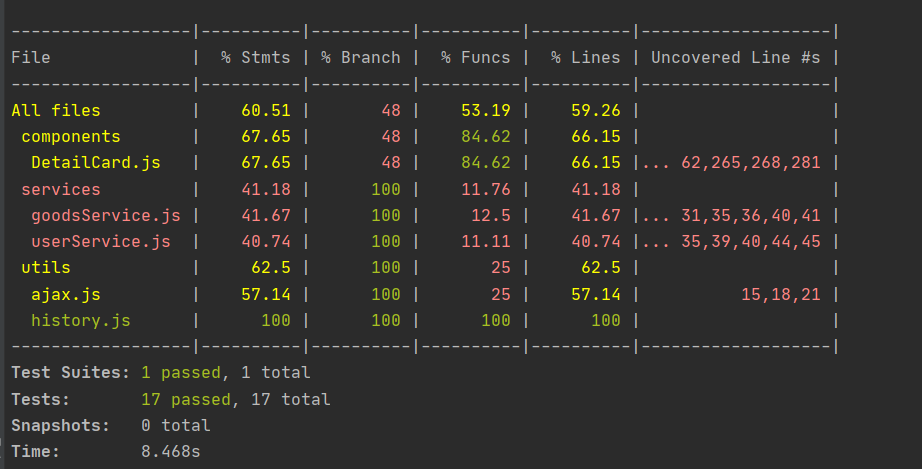 -------------------|----------|----------|----------|----------|-------------------|
File               |  % Stmts | % Branch |  % Funcs |  % Lines | Uncovered Line #s |
-------------------|----------|----------|----------|----------|-------------------|
All files          |    60.51 |       48 |    53.19 |    59.26 |                   |
 components        |    67.65 |       48 |    84.62 |    66.15 |                   |
  DetailCard.js    |    67.65 |       48 |    84.62 |    66.15 |... 62,265,268,281 |
 services          |    41.18 |      100 |    11.76 |    41.18 |                   |
  goodsService.js  |    41.67 |      100 |     12.5 |    41.67 |... 31,35,36,40,41 |
  userService.js   |    40.74 |      100 |    11.11 |    40.74 |... 35,39,40,44,45 |
 utils             |     62.5 |      100 |       25 |     62.5 |                   |
  ajax.js          |    57.14 |      100 |       25 |    57.14 |          15,18,21 |
  history.js       |      100 |      100 |      100 |      100 |                   |
-------------------|----------|----------|----------|----------|-------------------|
Test Suites: 1 passed, 1 total
Tests:       17 passed, 17 total
Snapshots:   0 total
Time:        8.468s